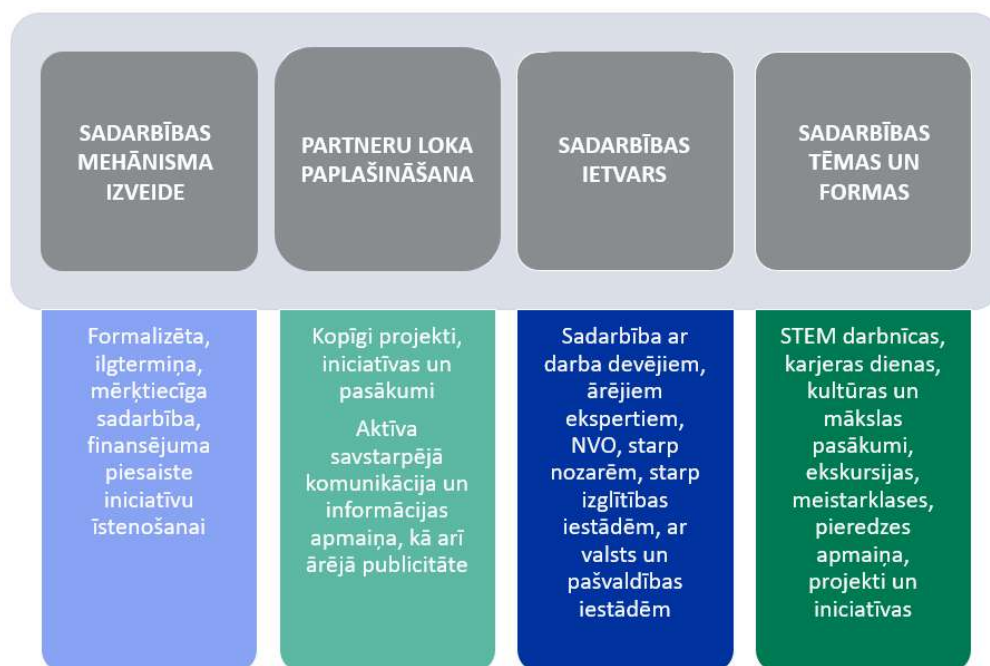 SADARBĪBAS
MEHĀNISMA
IZVEIDE
PARTNERU LOKA
PAPLAŠINĀŠANA
SADARBĪBAS
IETVARS
SADARBĪBAS
TĒMAS UN
FORMAS
Formalizēta,
ilgtermiņa,
mērķtiecīga
sadarbība,
finansējuma
piesaiste
iniciatīvu
īstenošanai
Kopīgi projekti,
iniciatīvas un
pasākumi
Aktīva
savstarpējā
komunikācija un
informācijas
apmaiņa, kā arī
ārējā publicitāte
Sadarbība ar
darba devējiem,
ārējiem
ekspertiem,
NVO, starp
nozarēm, starp
izglītības
iestādēm, ar
valsts un
pašvaldības
iestādēm
STEM darbnīcas,
karjeras dienas,
kultūras un
mākslas
pasākumi,
ekskursijas,
meistarklases,
pieredzes
apmaiņa,
projekti un
iniciatīvas